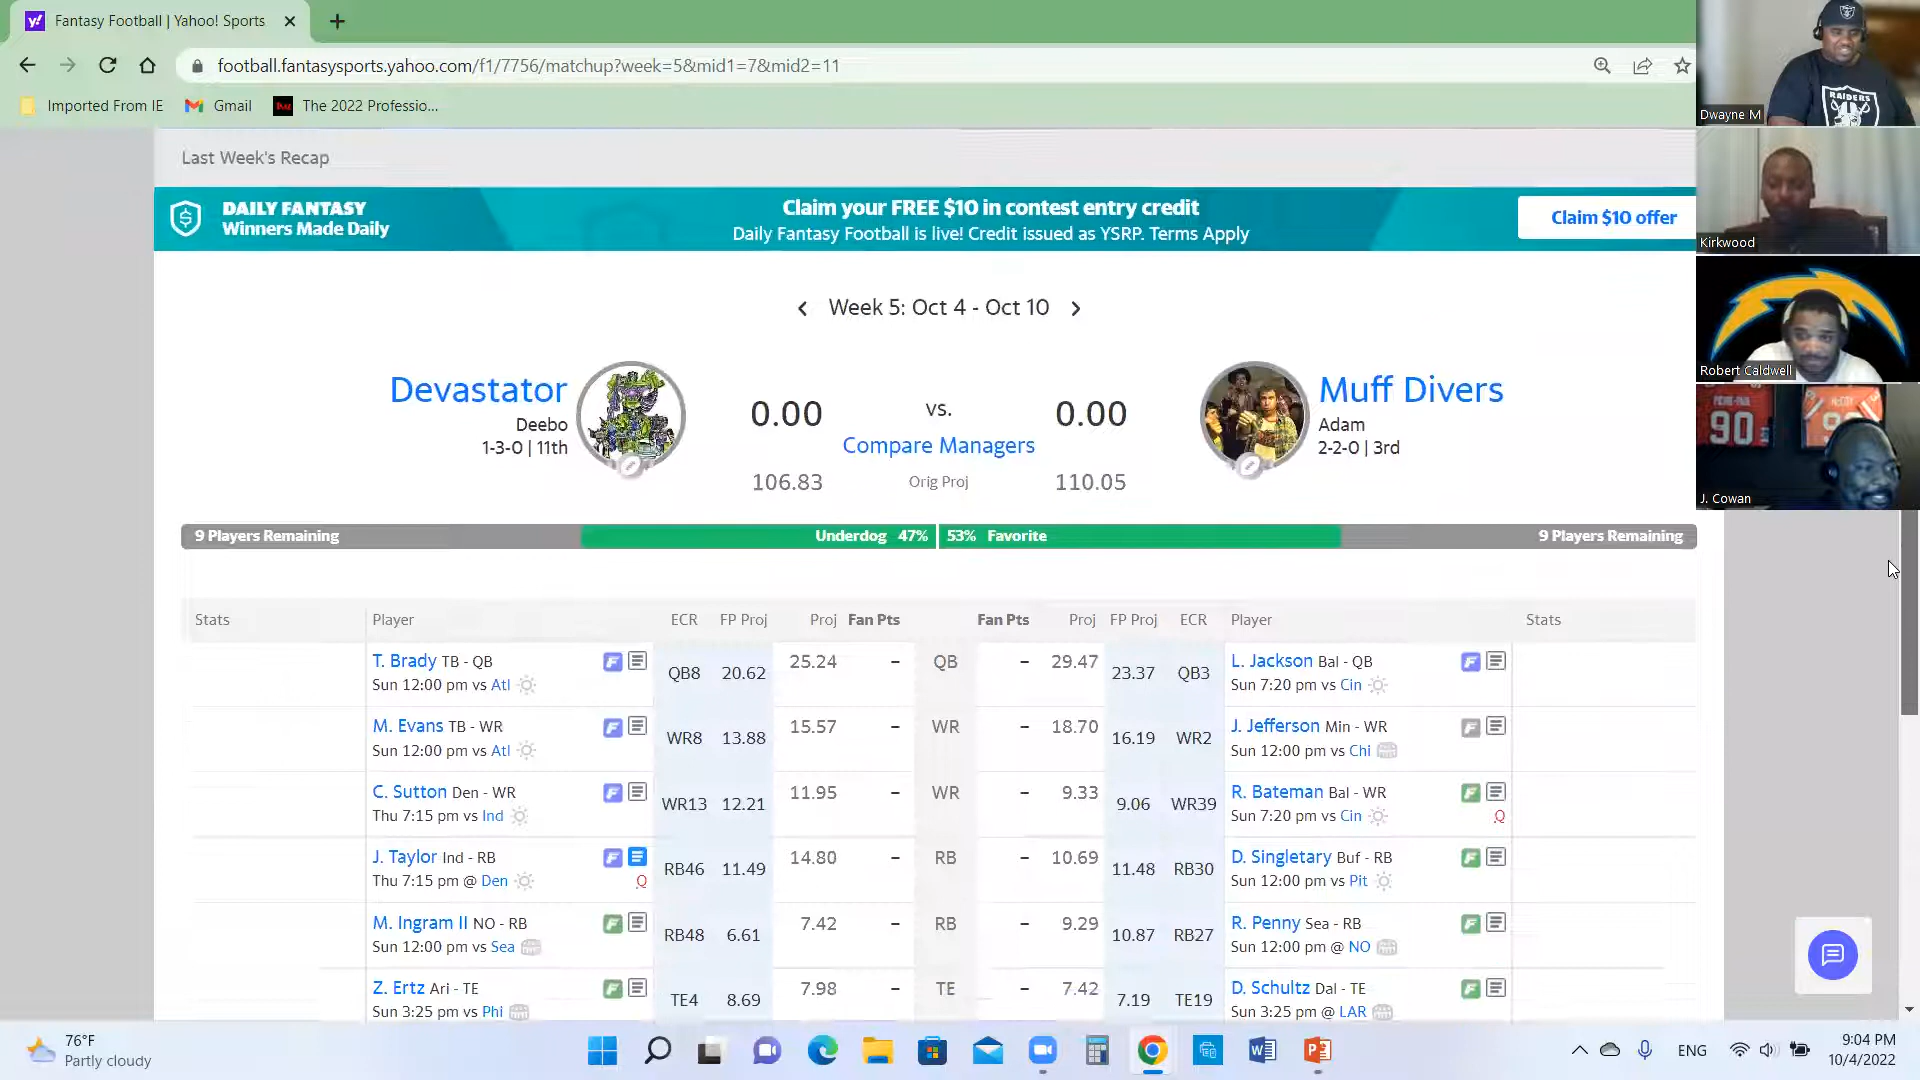 Fantasy Football | Yahoo! Sports
football.fantasysports.yahoo.com/f1/7756/matchup?week=5&mid1=7&mid2=11
Imported From IE
Gmail
The 2022 Professio...
Last Week's Recap
DAILY FANTASY
Winners Made Daily
Claim your FREE $10 in contest entry credit
Daily Fantasy Football is live! Credit issued as YSRP. Terms Apply
Claim $10 offer
Week 5: Oct 4 - Oct 10
Devastator
Deebo
1-3-0 | 11th
0.00
vs.
0.00
Compare Managers
106.83
Orig Proj
110.05
Muff Divers
Adam
2-2-0 | 3rd
9 Players Remaining
Underdog 47%
53% Favorite
9 Players Remaining
Stats Player ECR FP Proj Proj Fan Pts Fan Pts Proj FP Proj ECR Player Stats
T. Brady TB - QB
Sun 12:00 pm vs Atl
QB8 20.62 25.24 – QB – 29.47 23.37 QB3
L. Jackson Bal - QB
Sun 7:20 pm vs Cin
M. Evans TB - WR
Sun 12:00 pm vs Atl
WR8 13.88 15.57 – WR – 18.70 16.19 WR2
J. Jefferson Min - WR
Sun 12:00 pm vs Chi
C. Sutton Den - WR
Thu 7:15 pm vs Ind
WR13 12.21 11.95 – WR – 9.33 9.06 WR39
R. Bateman Bal - WR
Sun 7:20 pm vs Cin
Q
J. Taylor Ind - RB
Thu 7:15 pm @ Den
Q
RB46 11.49 14.80 – RB – 10.69 11.48 RB30
D. Singletary Buf - RB
Sun 12:00 pm vs Pit
M. Ingram II NO - RB
Sun 12:00 pm vs Sea
RB48 6.61 7.42 – RB – 9.29 10.87 RB27
R. Penny Sea - RB
Sun 12:00 pm @ NO
Z. Ertz Ari - TE
Sun 3:25 pm vs Phi
TE4 8.69 7.98 – TE – 7.42 7.19 TE19
D. Schultz Dal - TE
Sun 3:25 pm @ LAR
RAIDERS
Dwayne M
Kirkwood
Robert Caldwell
90
J. Cowan
76°F
Partly cloudy
ENG
9:04 PM
10/4/2022